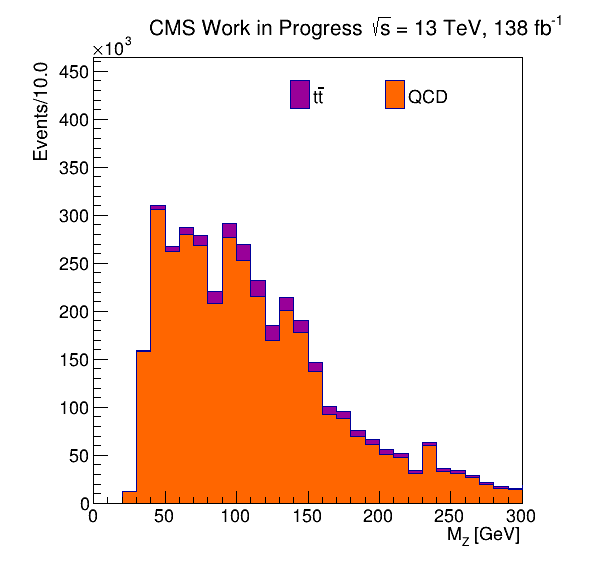 CMS Work in Progress √s = 13 TeV, 138 fb⁻¹
×10³
Events/10.0
450
400
350
300
250
200
150
100
50
0
tt̄
QCD
0 50 100 150 200 250 300
M_Z [GeV]